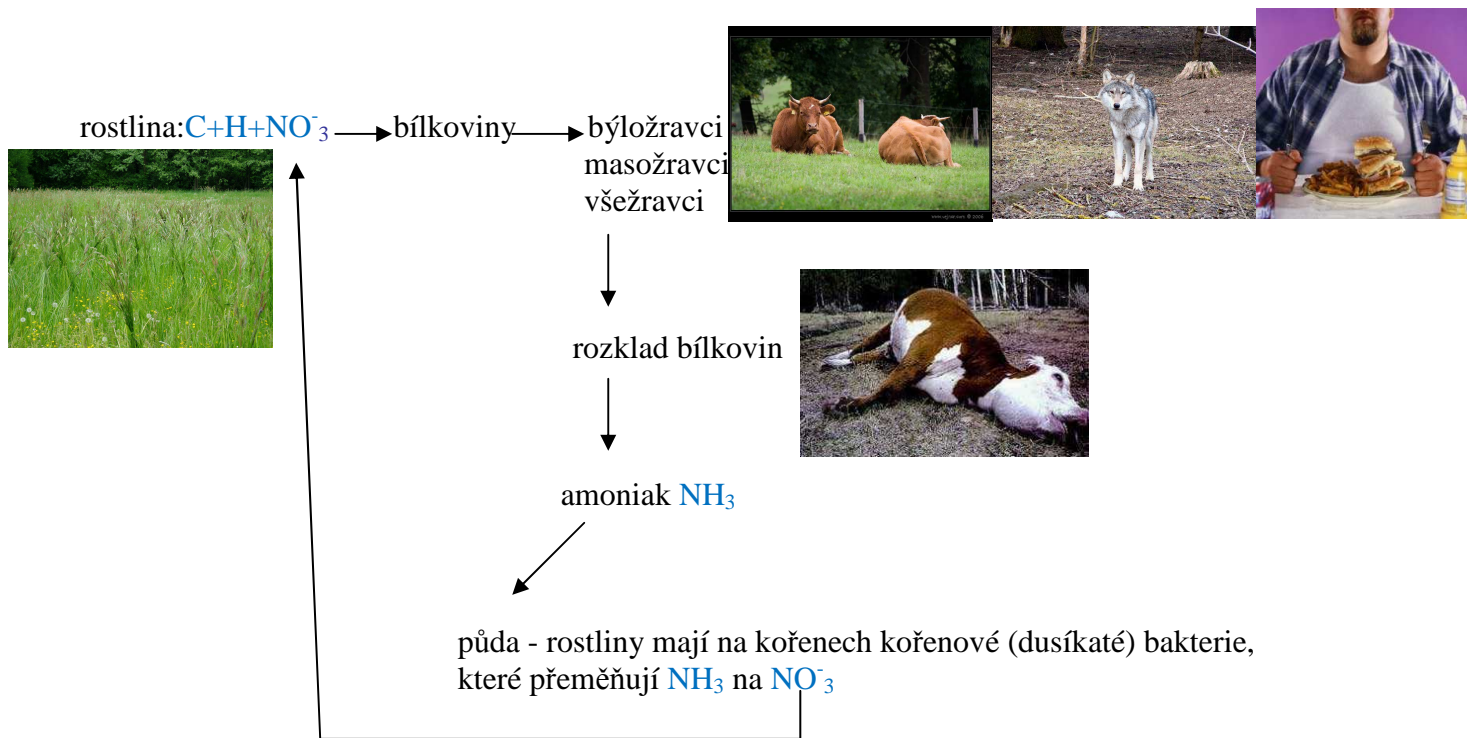 rostlina:C+H+NO⁻₃ → bílkoviny → býložravci
masožravci
všežravci
rozklad bílkovin
amoniak NH₃
půda - rostliny mají na kořenech kořenové (dusíkaté) bakterie,
které přeměňují NH₃ na NO⁻₃